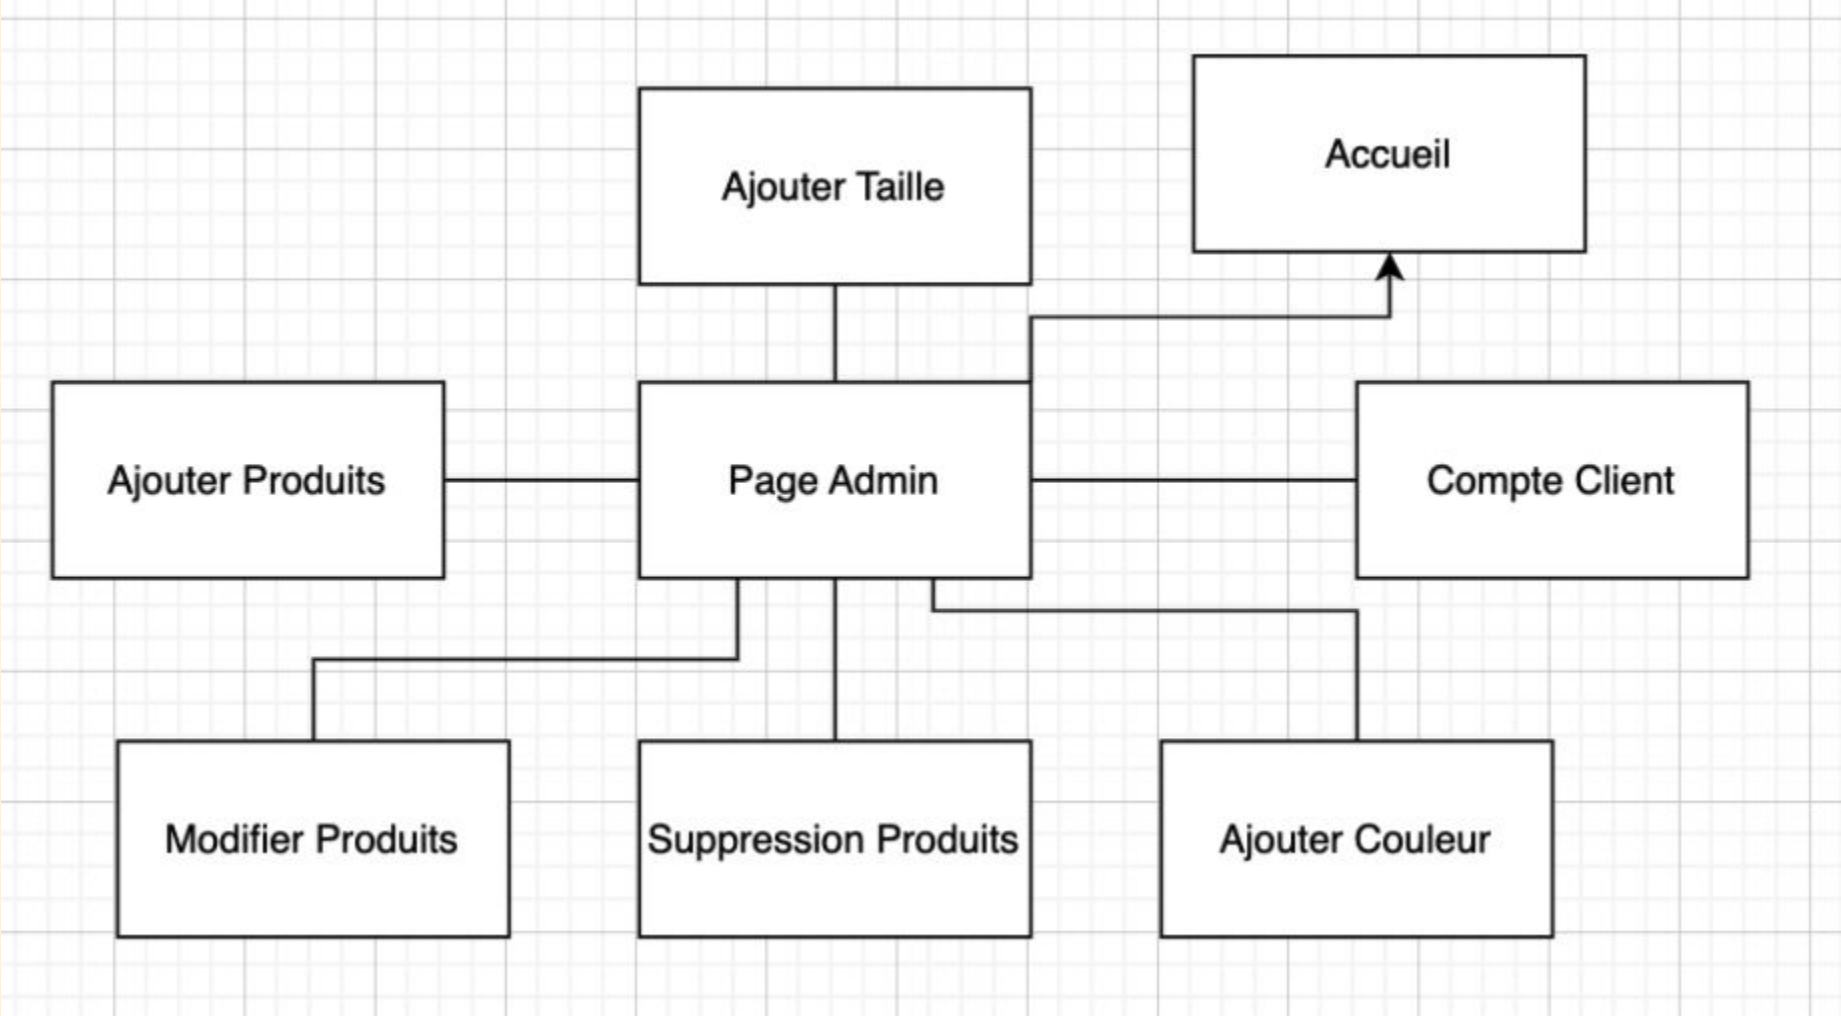 Accueil
Ajouter Taille
Ajouter Produits
Page Admin
Compte Client
Modifier Produits
Suppression Produits
Ajouter Couleur